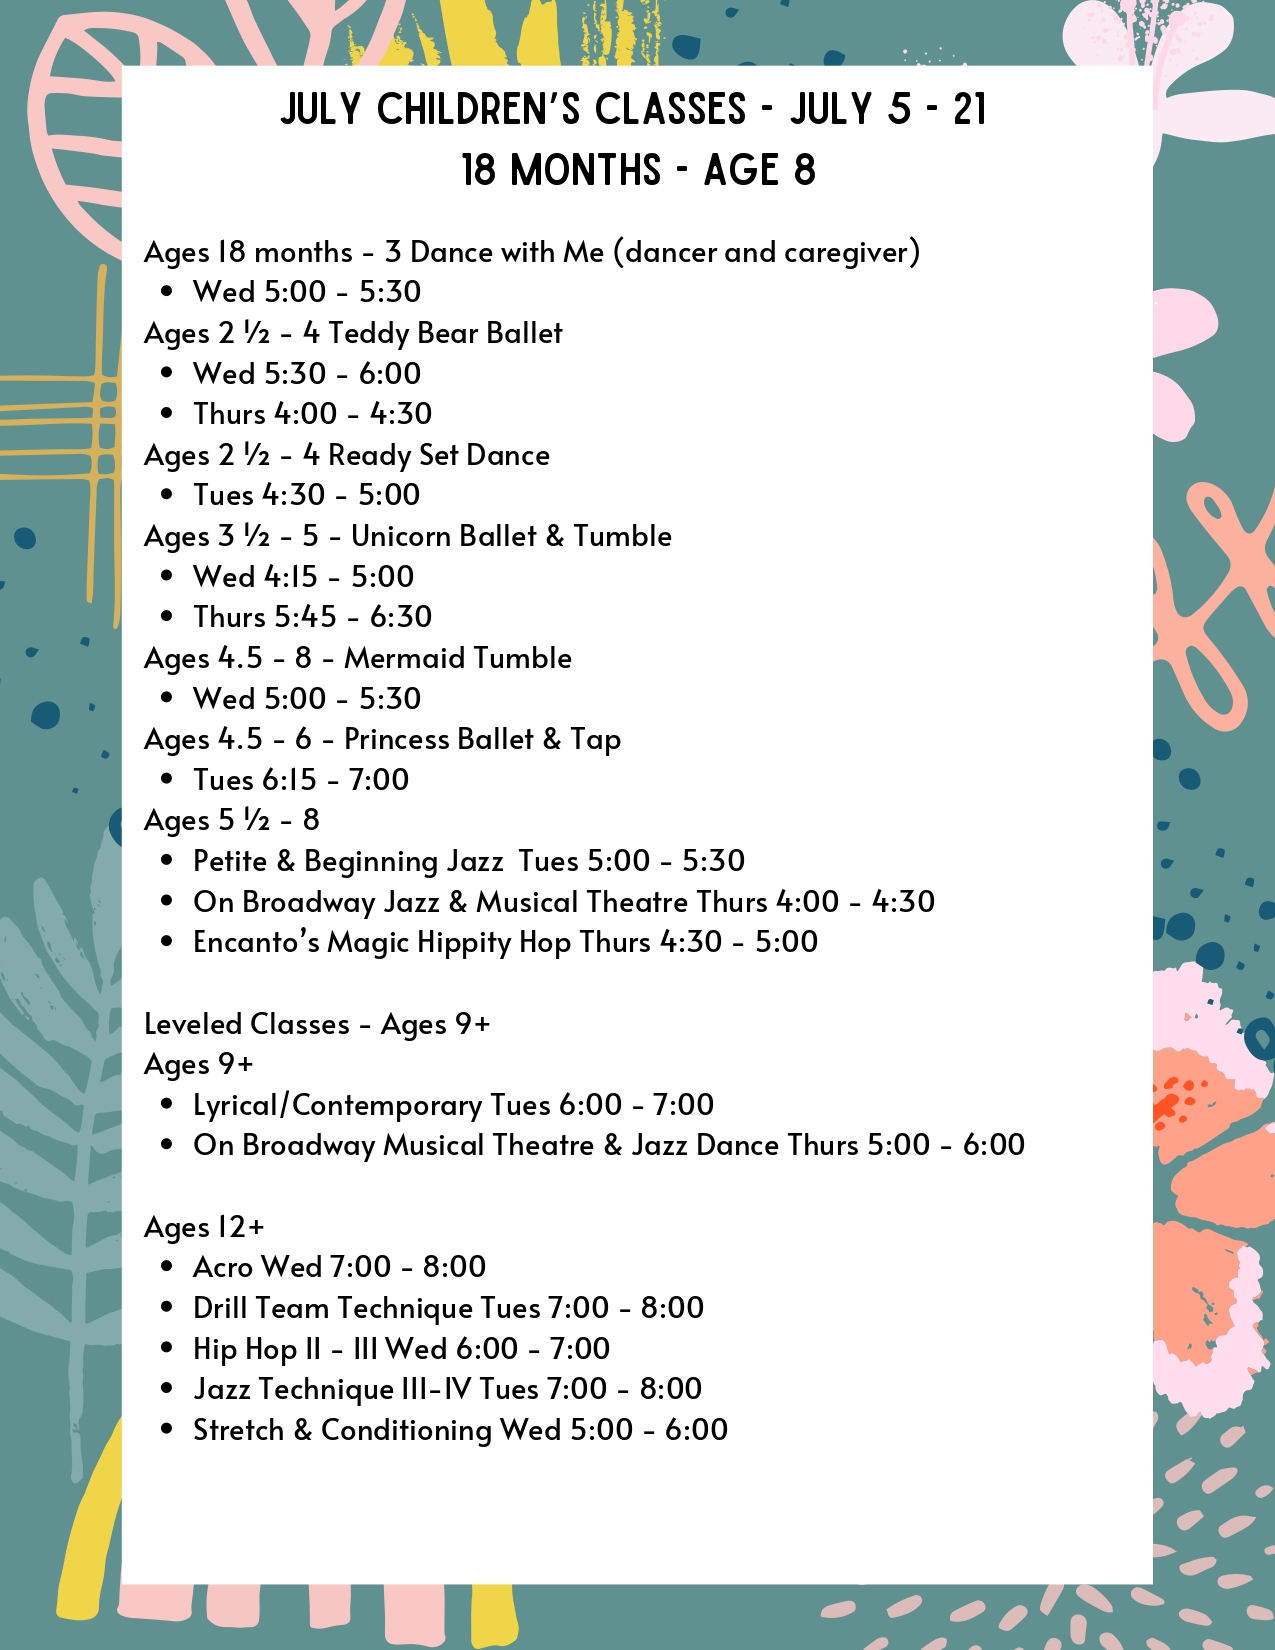 JULY CHILDREN'S CLASSES - JULY 5 - 21
18 MONTHS - AGE 8
Ages 18 months - 3 Dance with Me (dancer and caregiver)
• Wed 5:00 - 5:30
Ages 2 ½ - 4 Teddy Bear Ballet
• Wed 5:30 - 6:00
• Thurs 4:00 - 4:30
Ages 2 ½ - 4 Ready Set Dance
• Tues 4:30 - 5:00
Ages 3 ½ - 5 - Unicorn Ballet & Tumble
• Wed 4:15 - 5:00
• Thurs 5:45 - 6:30
Ages 4.5 - 8 - Mermaid Tumble
• Wed 5:00 - 5:30
Ages 4.5 - 6 - Princess Ballet & Tap
• Tues 6:15 - 7:00
Ages 5 ½ - 8
• Petite & Beginning Jazz  Tues 5:00 - 5:30
• On Broadway Jazz & Musical Theatre Thurs 4:00 - 4:30
• Encanto's Magic Hippity Hop Thurs 4:30 - 5:00
Leveled Classes - Ages 9+
Ages 9+
• Lyrical/Contemporary Tues 6:00 - 7:00
• On Broadway Musical Theatre & Jazz Dance Thurs 5:00 - 6:00
Ages 12+
• Acro Wed 7:00 - 8:00
• Drill Team Technique Tues 7:00 - 8:00
• Hip Hop II - III Wed 6:00 - 7:00
• Jazz Technique III-IV Tues 7:00 - 8:00
• Stretch & Conditioning Wed 5:00 - 6:00